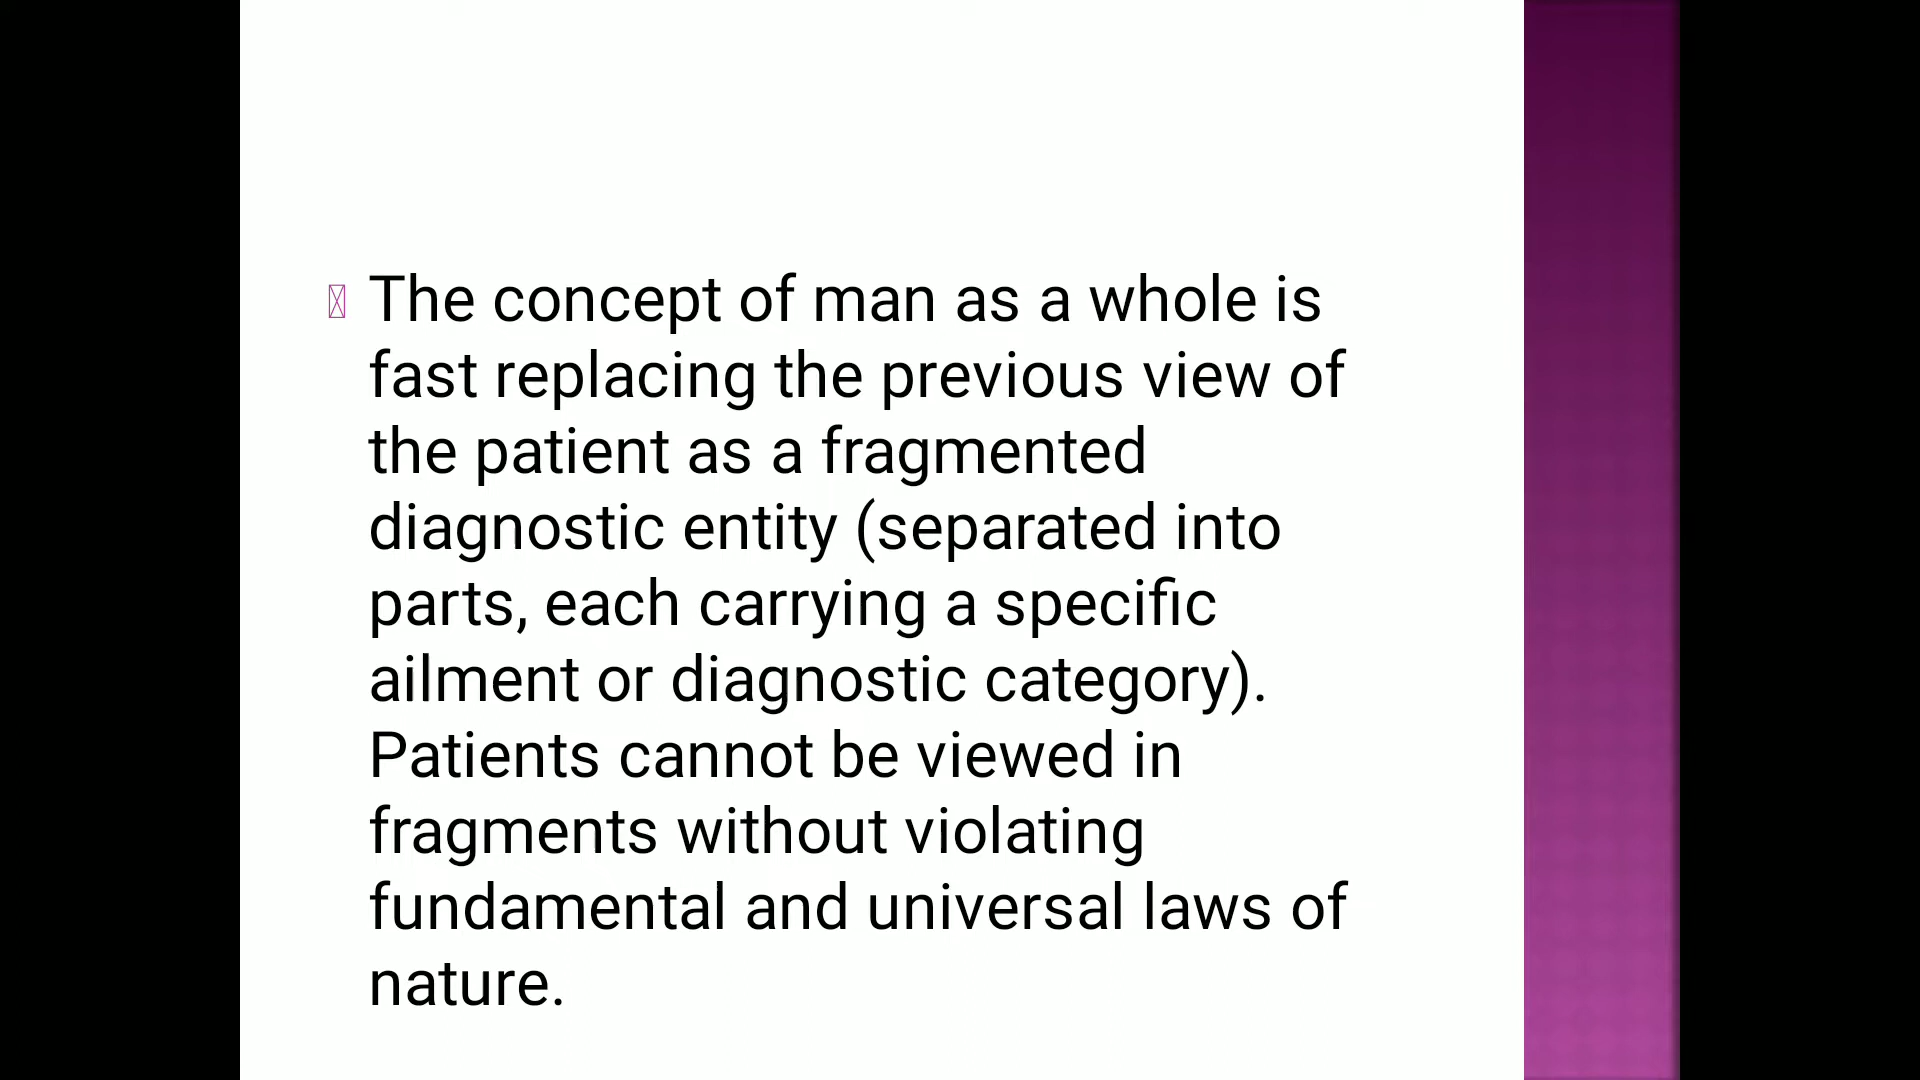 The concept of man as a whole is
fast replacing the previous view of
the patient as a fragmented
diagnostic entity (separated into
parts, each carrying a specific
ailment or diagnostic category).
Patients cannot be viewed in
fragments without violating
fundamental and universal laws of
nature.